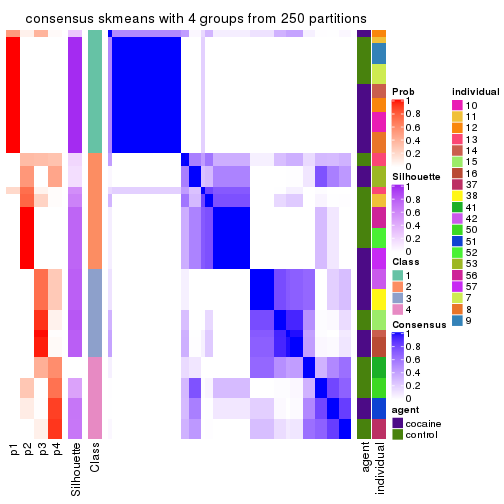 consensus skmeans with 4 groups from 250 partitions
Prob
1
0.8
0.6
0.4
0.2
0
Silhouette
1
0.8
0.6
0.4
0.2
0
Class
1
2
3
4
Consensus
1
0.8
0.6
0.4
0.2
0
agent
cocaine
control
individual
10
11
12
13
14
15
16
37
38
41
42
50
51
52
53
56
57
7
8
9
p1
p2
p3
p4
Silhouette
Class
agent
individual